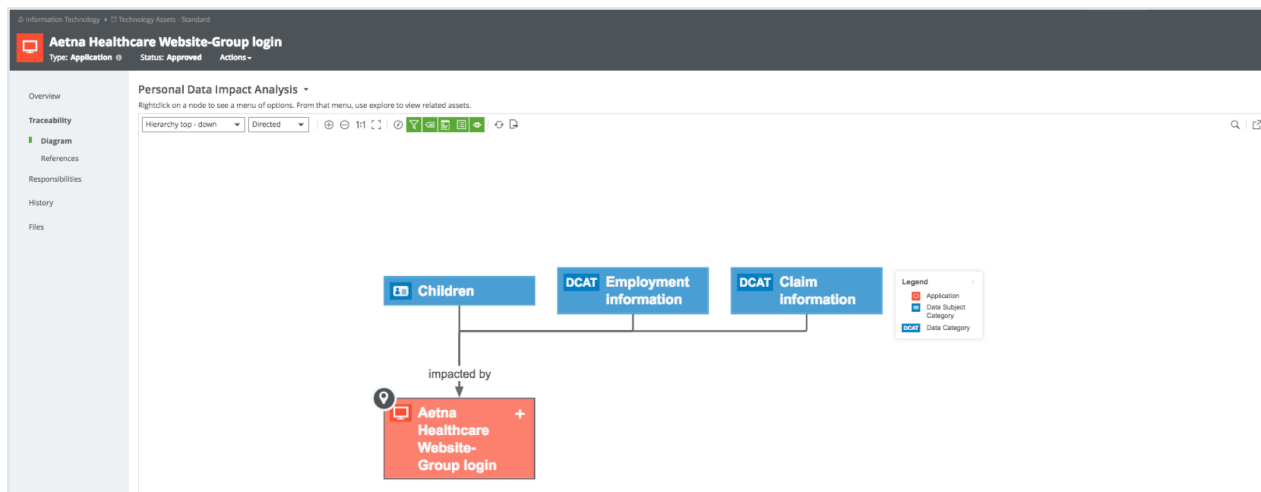 Information Technology Technology Assets - Standard
Aetna Healthcare Website-Group login
Type: Application Status: Approved Actions
Overview
Traceability
Diagram
References
Responsibilities
History
Files
Personal Data Impact Analysis
Rightclick on a node to see a menu of options. From that menu, use explore to view related assets.
Hierarchy top - down Directed 1:1
Children
DCAT Employment
information
DCAT Claim
information
Legend
Application
Data Subject
Category
DCAT Data Category
impacted by
Aetna
Healthcare
Website-
Group login